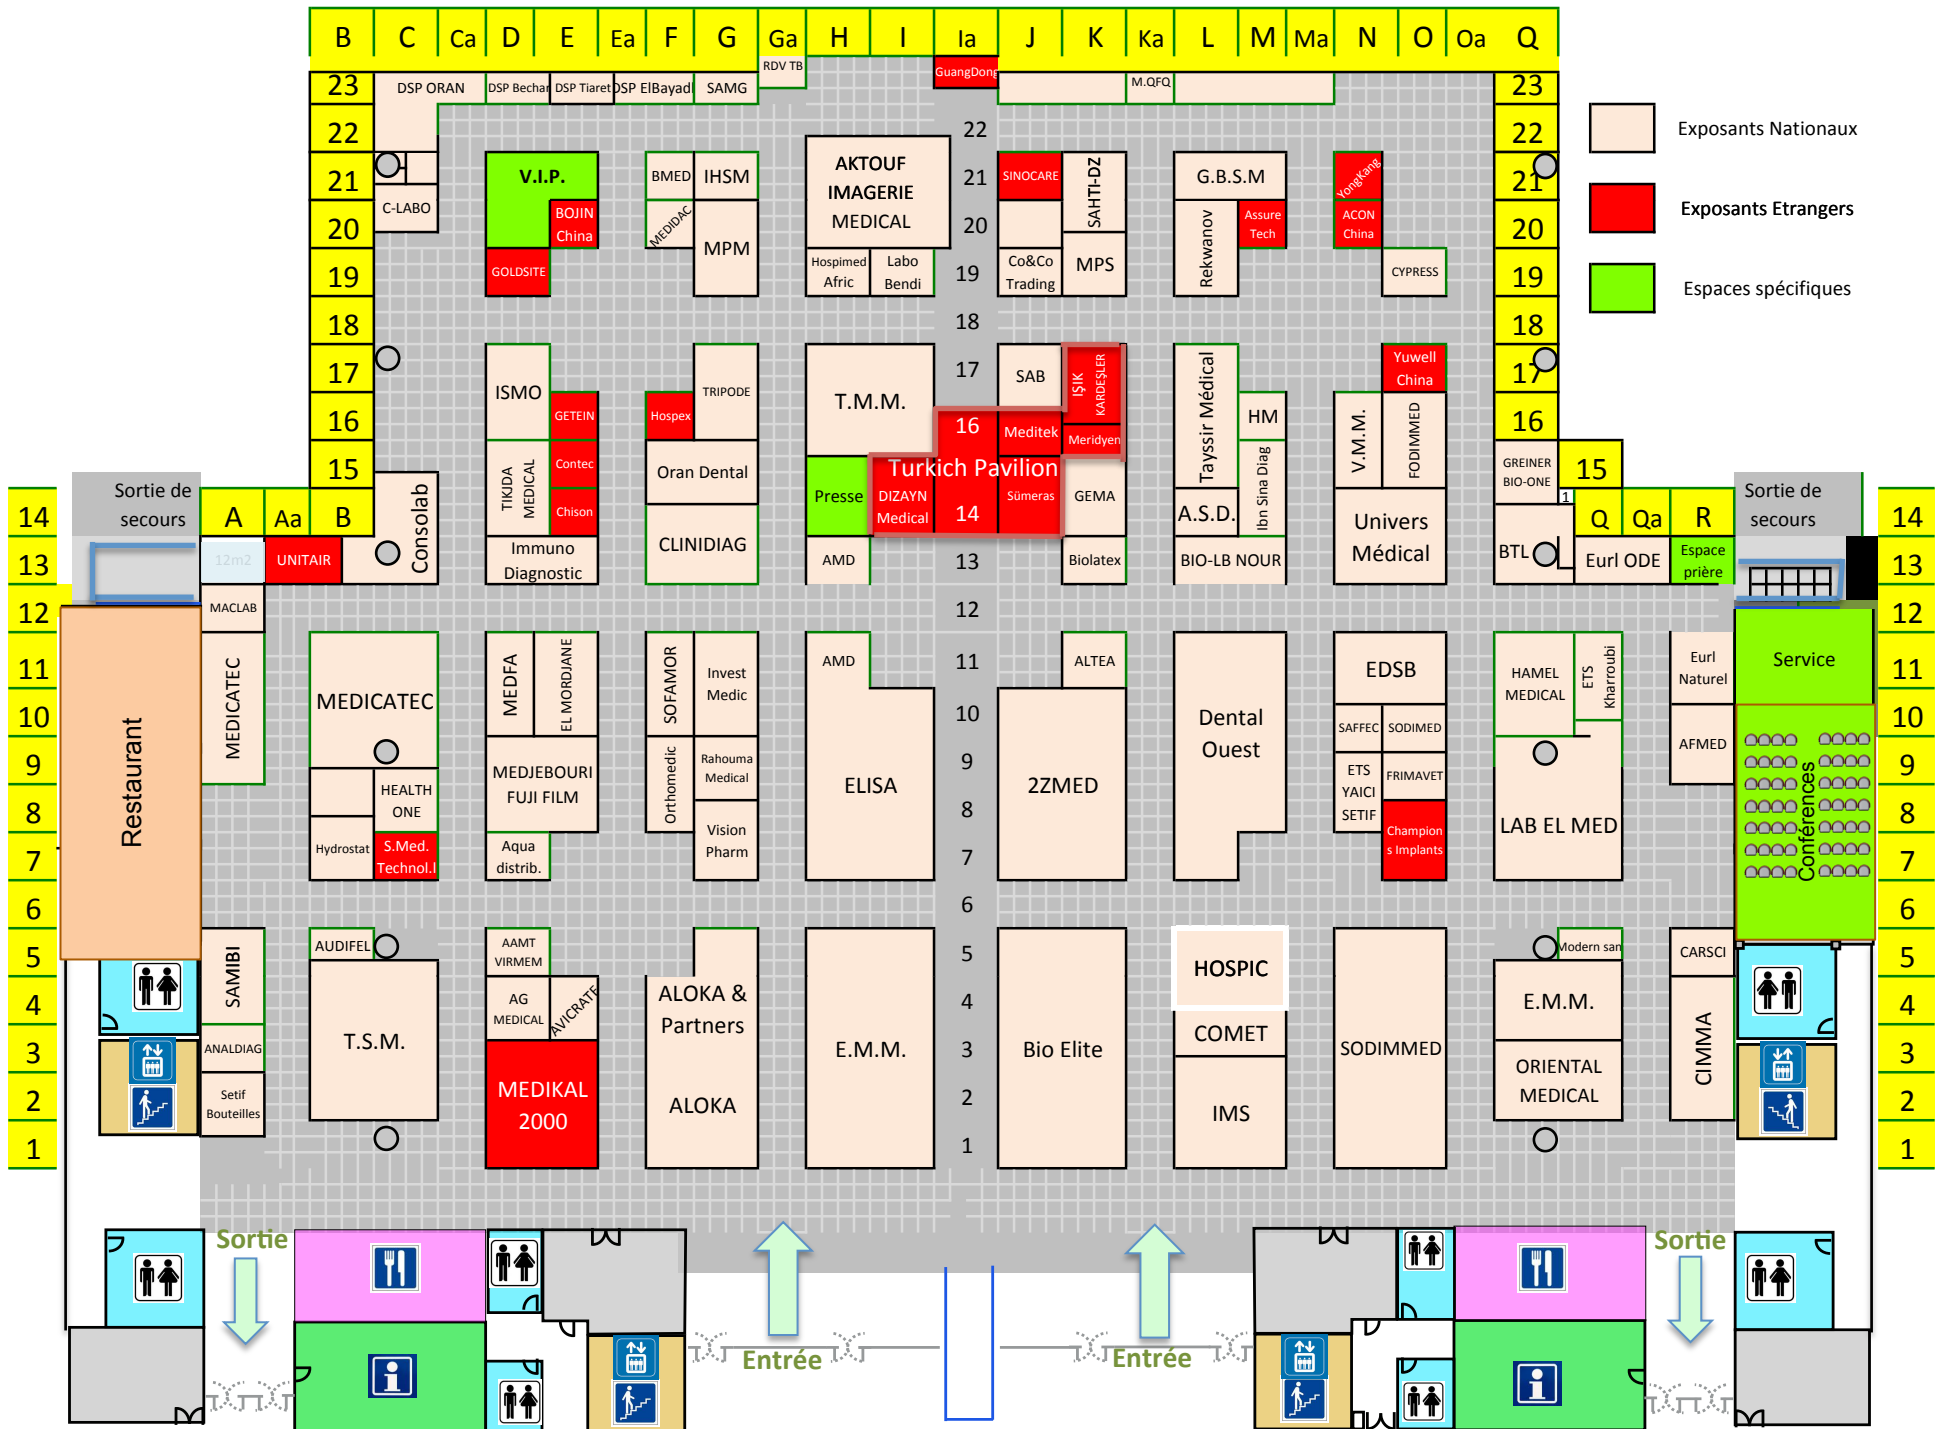 B C Ca D E Ea F G Ga H I Ia J K Ka L M Ma N O Oa Q
RDV TB
GuangDong
23 DSP ORAN DSP Bechar DSP Tiaret DSP ElBayadh SAMG M.QFQ 23
22 22 22
Exposants Nationaux
21 V.I.P. BMED IHSM AKTOUF
IMAGERIE
MEDICAL
21 SINOCARE SAHTI-DZ G.B.S.M YongKang 21
Exposants Etrangers
C-LABO
20 BOJIN
China
MEDIDAC MPM 20 Rekwanov Assure
Tech
ACON
China
20
19 GOLDSITE Hospimed
Afric
Labo
Bendi
19 Co&Co
Trading
MPS CYPRESS 19
Espaces spécifiques
18 18 18
17 ISMO TRIPODE T.M.M. 17 SAB IŞIK
KARDEŞLER
Tayssir Médical Yuwell
China
17
16 GETEIN Hospex 16 Meditek Meridyen HM V.M.M. FODIMMED 16
15 TIKJDA
MEDICAL
Contec Oran Dental Turkich Pavilion Ibn Sina Diag GREINER
BIO-ONE
15
Sortie de
secours
Chison Presse DIZAYN
Medical
14 Sümeras GEMA A.S.D. Univers
Médical
1
Sortie de
secours
14 A Aa B Consolab CLINIDIAG Q Qa R 14
13 12m2 UNITAIR Immuno
Diagnostic
AMD 13 Biolatex BIO-LB NOUR BTL Eurl ODE Espace
prière
13
12 MACLAB 12 12
11 MEDICATEC MEDICATEC MEDFA EL MORDJANE SOFAMOR Invest
Medic
AMD 11 ALTEA EDSB HAMEL
MEDICAL
ETS
Kharroubi
Eurl
Naturel
Service 11
10 10 Dental
Ouest
SAFFEC SODIMED AFMED 10
9 Restaurant MEDJEBOURI
FUJI FILM
Orthomedic Rahouma
Medical
ELISA 9 2ZMED ETS
YAICI
SETIF
FRIMAVET Conférences 9
8 HEALTH
ONE
8 LAB EL MED 8
7 Hydrostat S.Med.
Technol.I
Aqua
distrib.
Vision
Pharm
7 Champion
s Implants
7
6 6 6
5 SAMIBI AUDIFEL AAMT
VIRMEM
5 HOSPIC Modern san CARSCI 5
4 AG
MEDICAL
AVICRATE ALOKA &
Partners
4 E.M.M. 4
3 ANALDIAG T.S.M. E.M.M. 3 Bio Elite COMET SODIMMED CIMMA 3
2 Setif
Bouteilles
MEDIKAL
2000
ALOKA 2 IMS ORIENTAL
MEDICAL
2
1 1 1
Sortie Sortie
Entrée Entrée